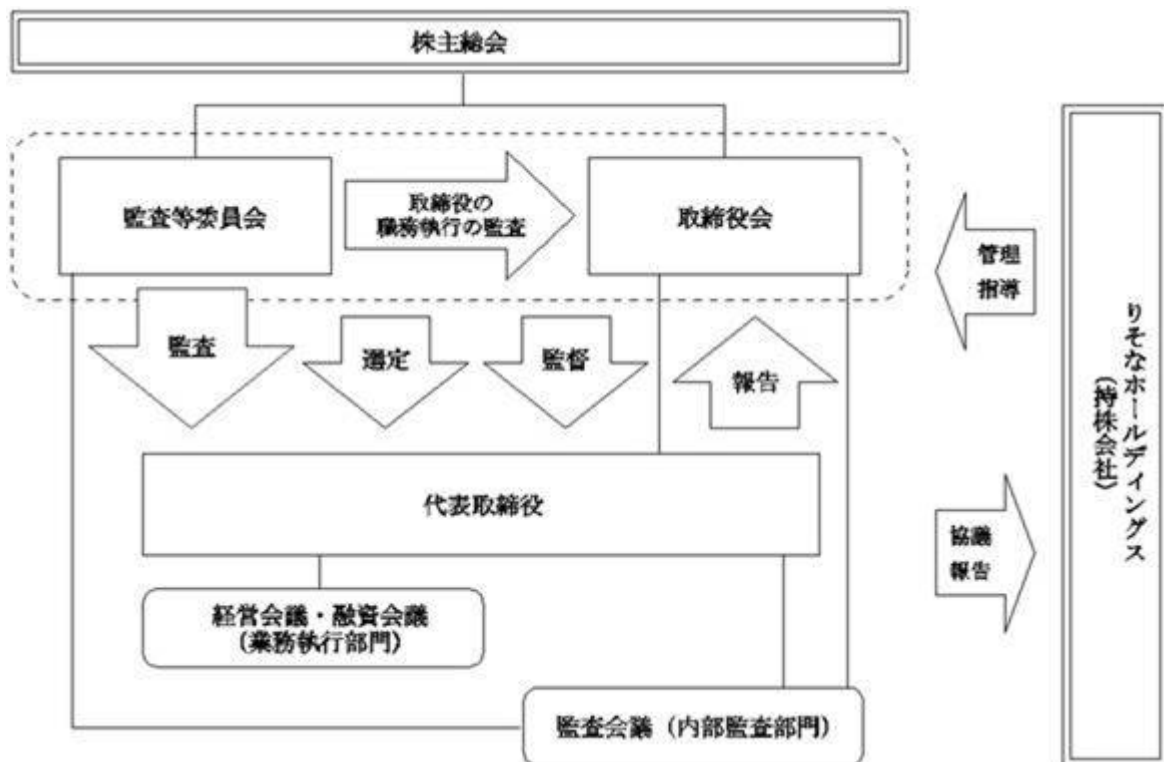 株主総会
監査等委員会
取締役の
職務執行の監査
取締役会
管理
指導
監査
選定
監督
報告
りそなホールディングス
（持株会社）
代表取締役
協議
報告
経営会議・融資会議
（業務執行部門）
監査会議（内部監査部門）